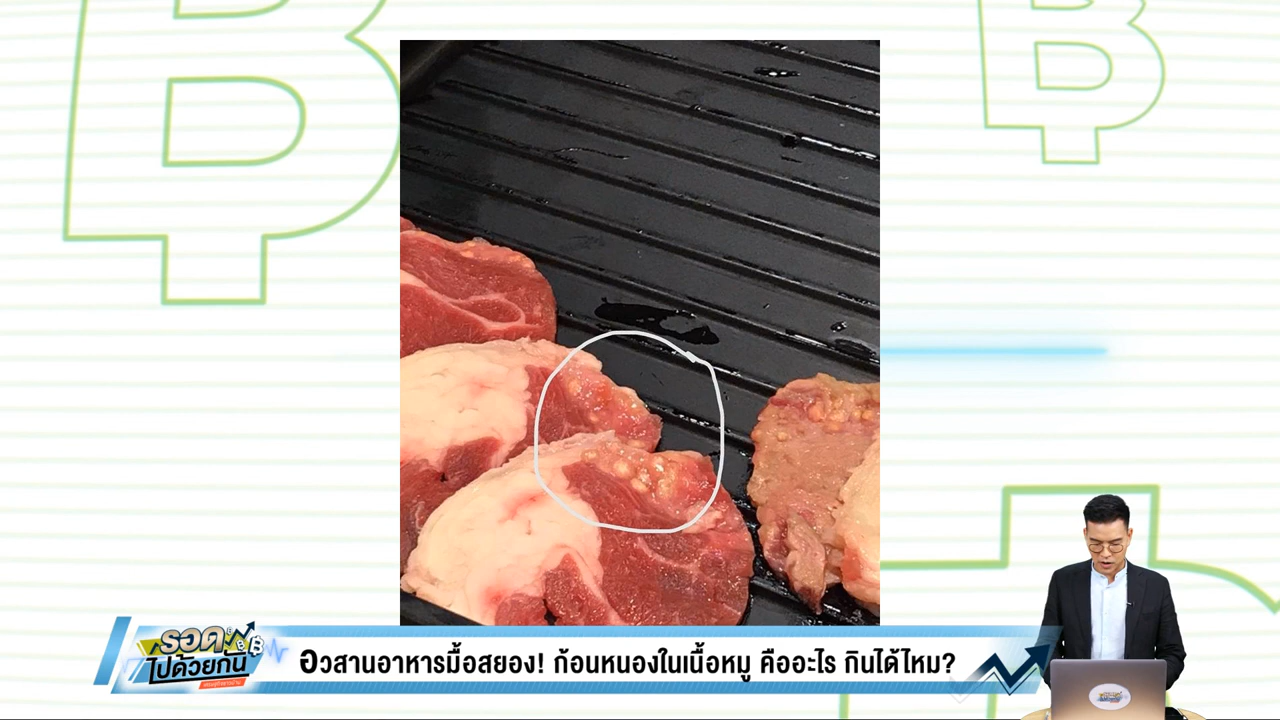 รอด
ไปด้วยกัน
อวสานอาหารมื้อสยอง! ก้อนหนองในเนื้อหมู คืออะไร กินได้ไหม?